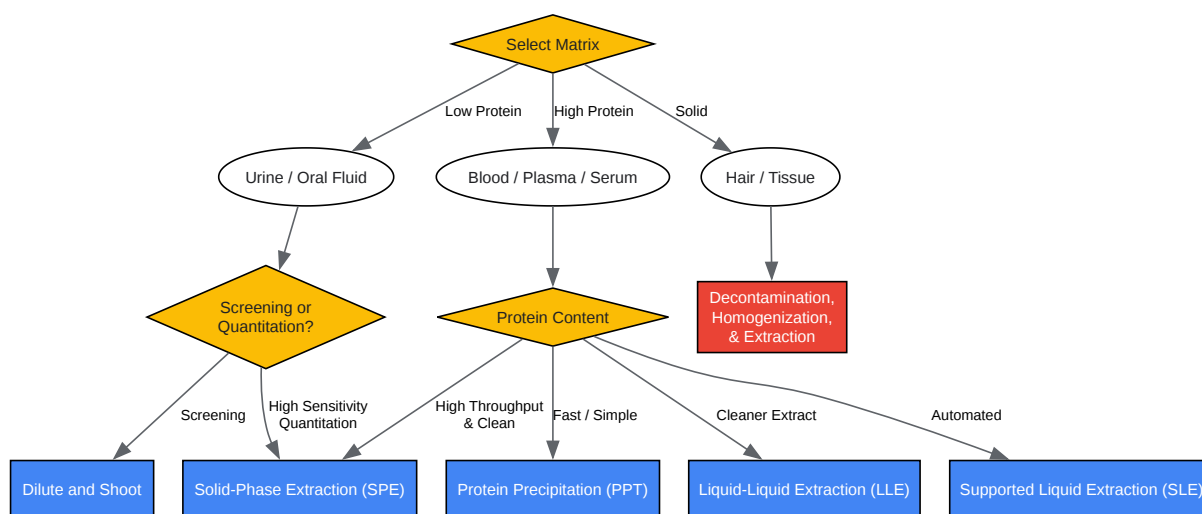 Select Matrix
Low Protein
High Protein
Solid
Urine / Oral Fluid
Blood / Plasma / Serum
Hair / Tissue
Screening or
Quantitation?
Protein Content
Decontamination,
Homogenization,
& Extraction
Screening
High Sensitivity
Quantitation
High Throughput
& Clean
Fast / Simple
Cleaner Extract
Automated
Dilute and Shoot
Solid-Phase Extraction (SPE)
Protein Precipitation (PPT)
Liquid-Liquid Extraction (LLE)
Supported Liquid Extraction (SLE)